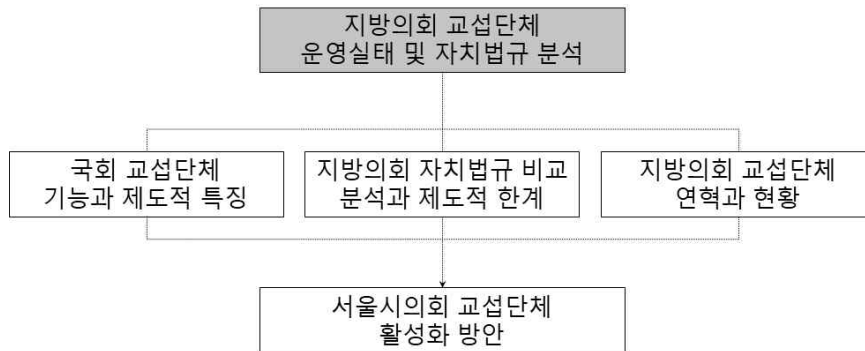 지방의회 교섭단체
운영실태 및 자치법규 분석
국회 교섭단체
기능과 제도적 특징
지방의회 자치법규 비교
분석과 제도적 한계
지방의회 교섭단체
연혁과 현황
서울시의회 교섭단체
활성화 방안